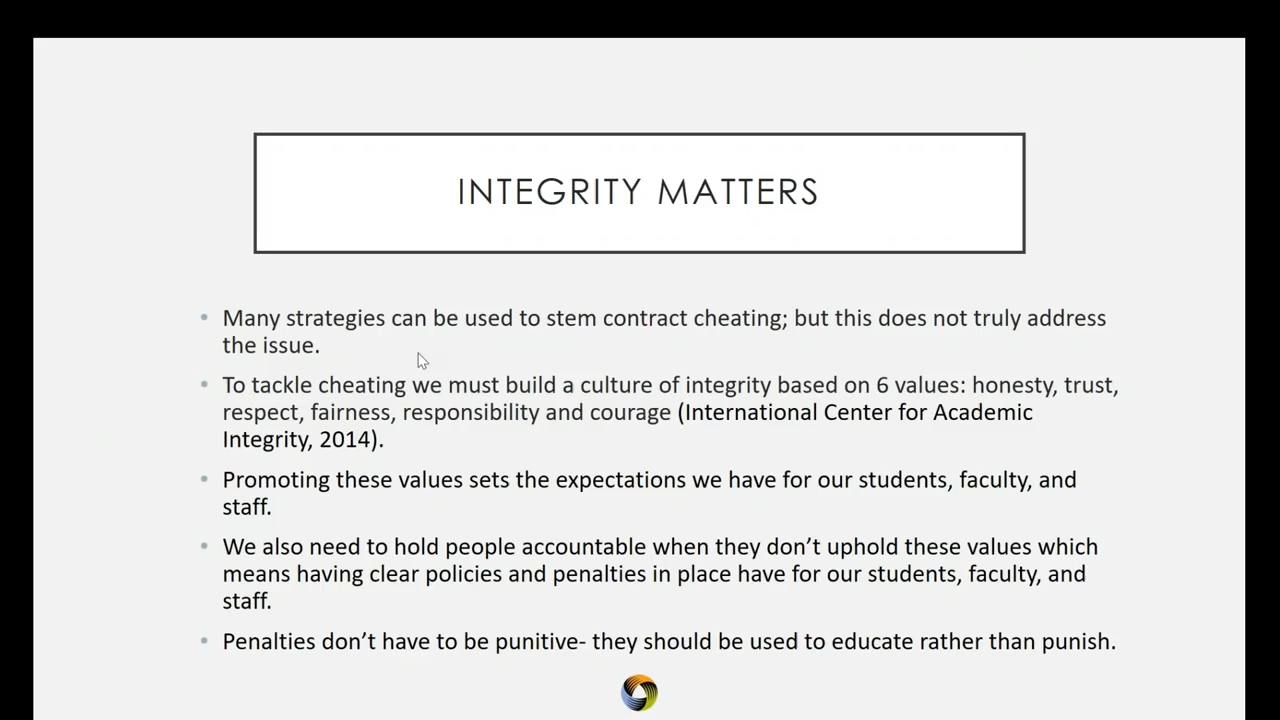 INTEGRITY MATTERS
• Many strategies can be used to stem contract cheating; but this does not truly address
the issue.
• To tackle cheating we must build a culture of integrity based on 6 values: honesty, trust,
respect, fairness, responsibility and courage (International Center for Academic
Integrity, 2014).
• Promoting these values sets the expectations we have for our students, faculty, and
staff.
• We also need to hold people accountable when they don’t uphold these values which
means having clear policies and penalties in place have for our students, faculty, and
staff.
• Penalties don’t have to be punitive- they should be used to educate rather than punish.